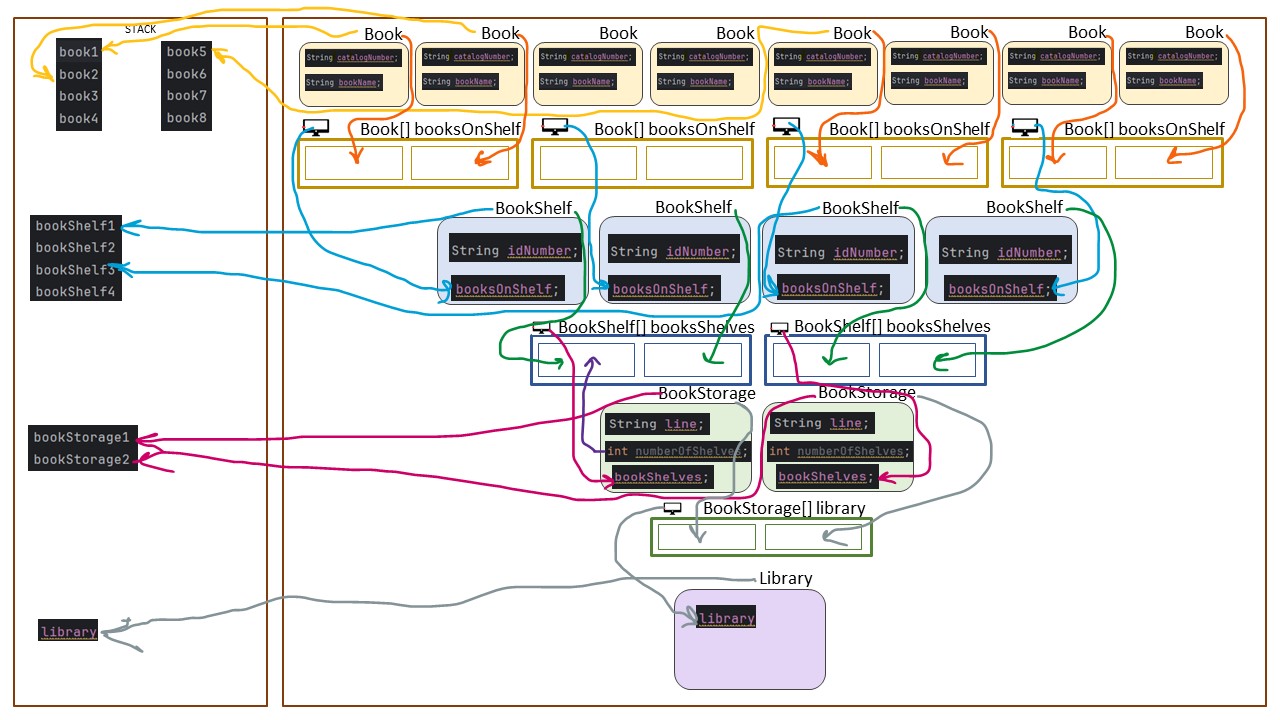 STACK
book1
book2
book3
book4
book5
book6
book7
book8
bookShelf1
bookShelf2
bookShelf3
bookShelf4
bookStorage1
bookStorage2
library
Book Book Book Book Book Book Book Book
String catalogNumber; String catalogNumber; String catalogNumber; String catalogNumber; String catalogNumber; String catalogNumber; String catalogNumber; String catalogNumber;
String bookName; String bookName; String bookName; String bookName; String bookName; String bookName; String bookName; String bookName;
Book[] booksOnShelf Book[] booksOnShelf Book[] booksOnShelf Book[] booksOnShelf
BookShelf BookShelf BookShelf BookShelf
String idNumber; String idNumber; String idNumber; String idNumber;
booksOnShelf; booksOnShelf; booksOnShelf; booksOnShelf;
BookShelf[] booksShelves BookShelf[] booksShelves
BookStorage BookStorage
String line; String line;
int numberOfShelves; int numberOfShelves;
bookShelves; bookShelves;
BookStorage[] library
Library
library